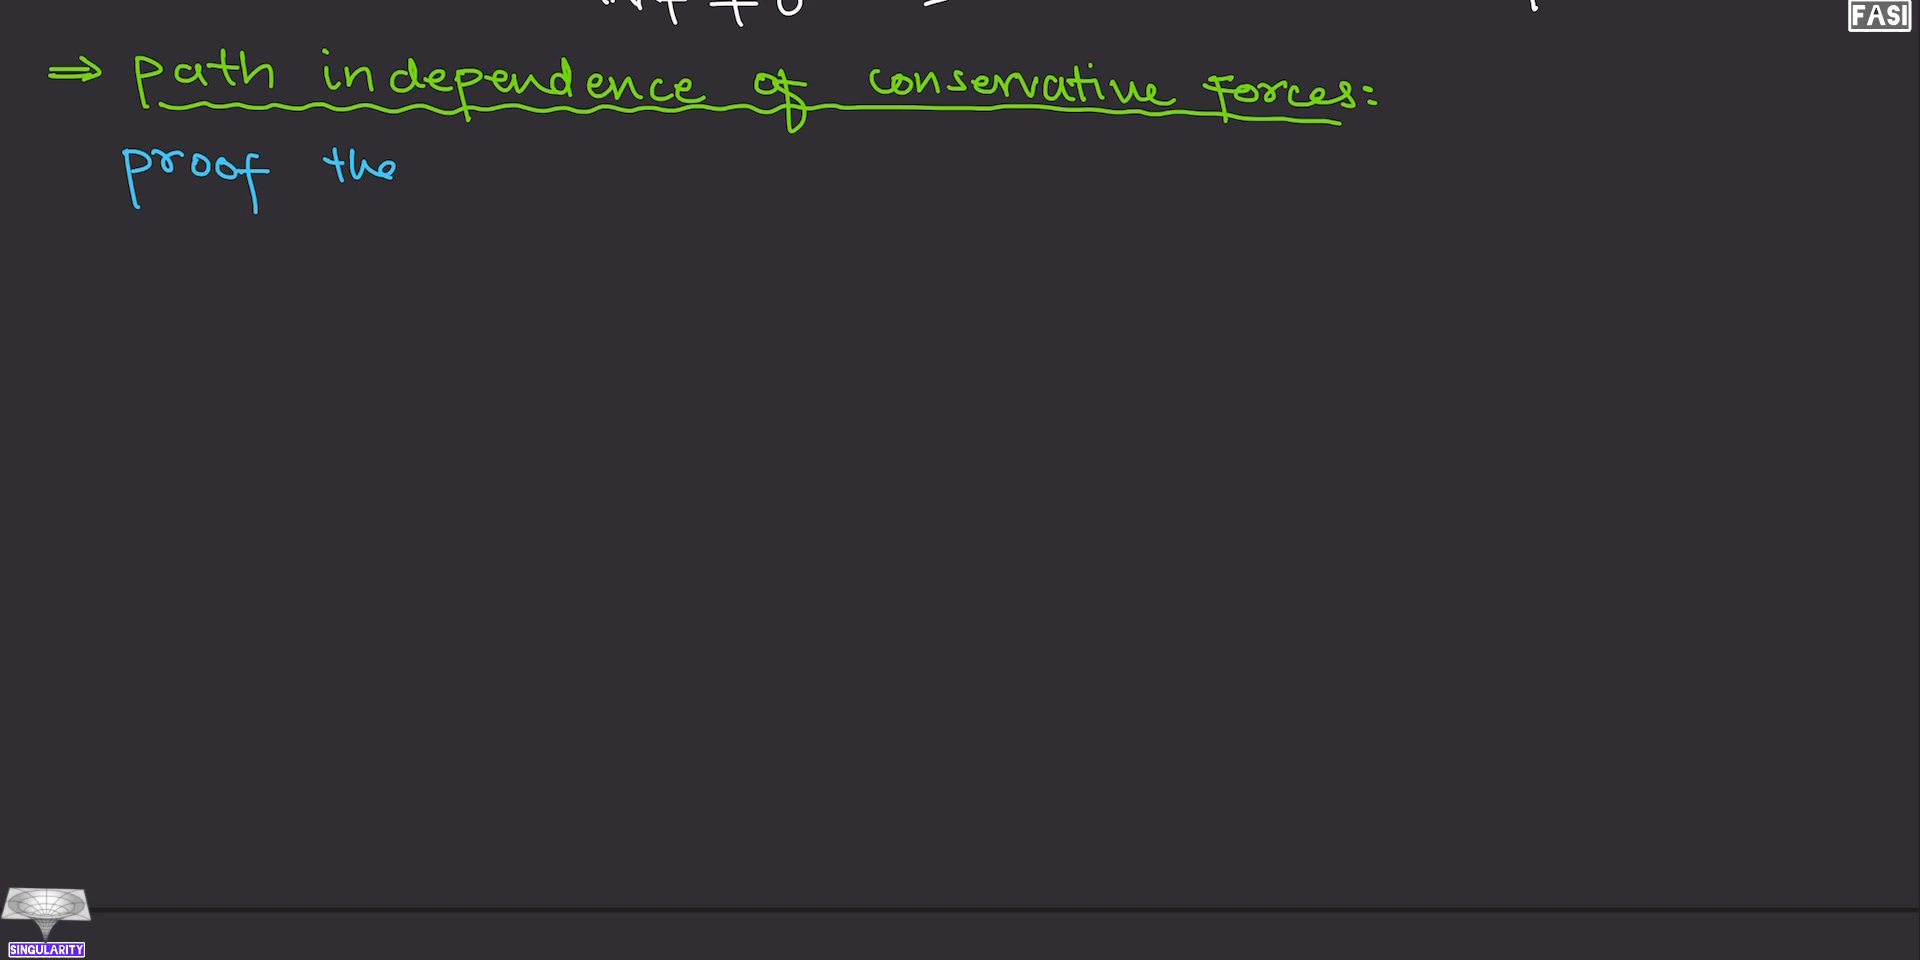 FASI
⇒ Path independence of conservative Forces:
proof the
SINGULARITY